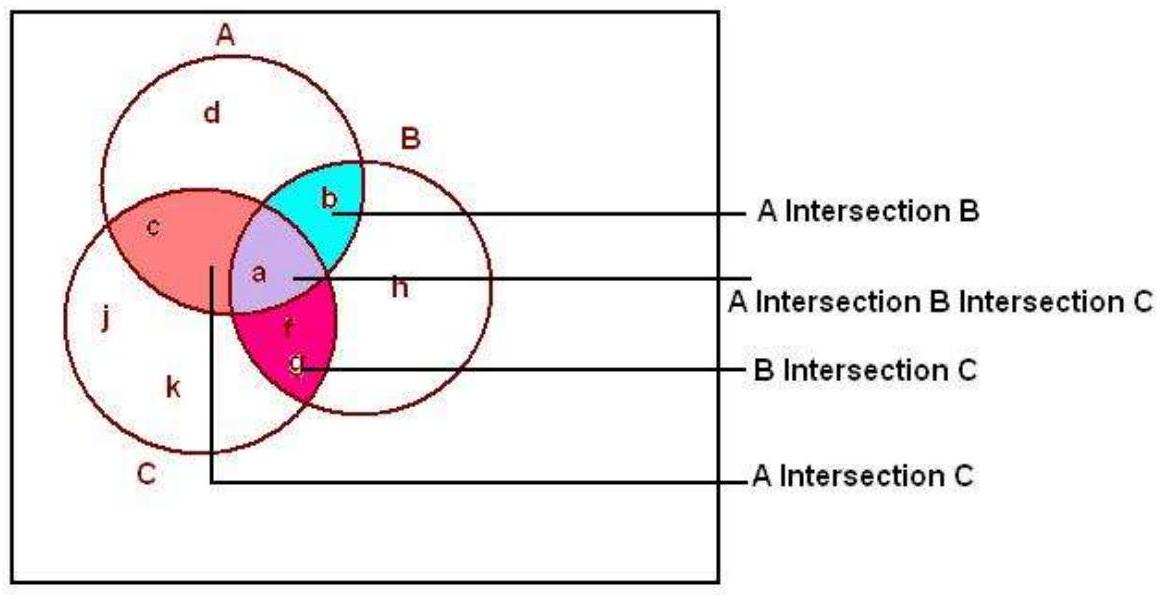 A
d
B
b
c
A Intersection B
a
h
A Intersection B Intersection C
j
f
g
B Intersection C
k
C
A Intersection C